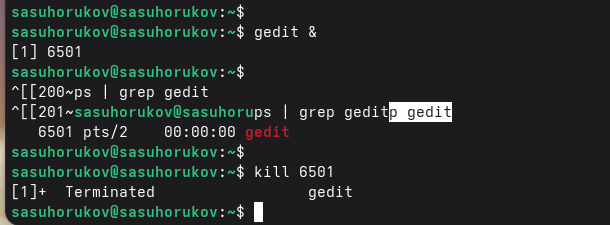 sasuhorukov@sasuhorukov:~$
sasuhorukov@sasuhorukov:~$ gedit &
[1] 6501
sasuhorukov@sasuhorukov:~$
^[[200~ps | grep gedit
^[[201~sasuhorukov@sasuhorups | grep geditp gedit
   6501 pts/2    00:00:00 gedit
sasuhorukov@sasuhorukov:~$
sasuhorukov@sasuhorukov:~$ kill 6501
[1]+  Terminated              gedit
sasuhorukov@sasuhorukov:~$